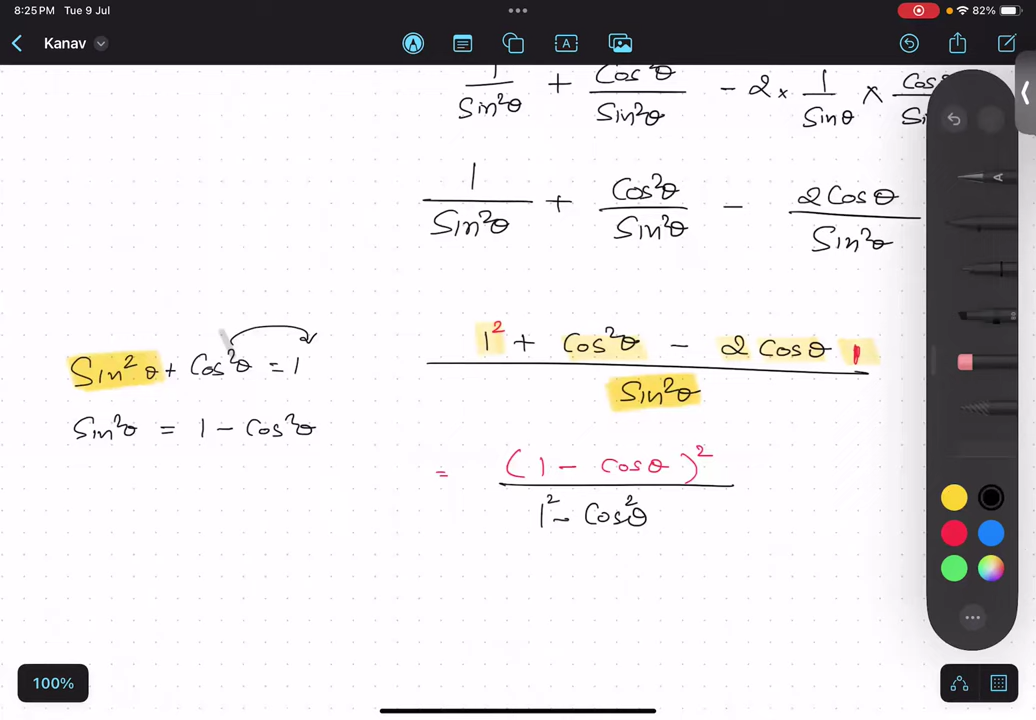 8:25 PM Tue 9 Jul
82%
Kanav
A
1/Sin²θ + Cos²θ/Sin²θ − 2 × 1/Sinθ ×
1/Sin²θ + Cos²θ/Sin²θ − 2 Cosθ/Sin²θ
1² + Cos²θ − 2 Cosθ 1
Sin²θ
Sin²θ + Cos²θ = 1
Sin²θ = 1 − Cos²θ
= (1 − Cosθ)²
1² − Cos²θ
100%